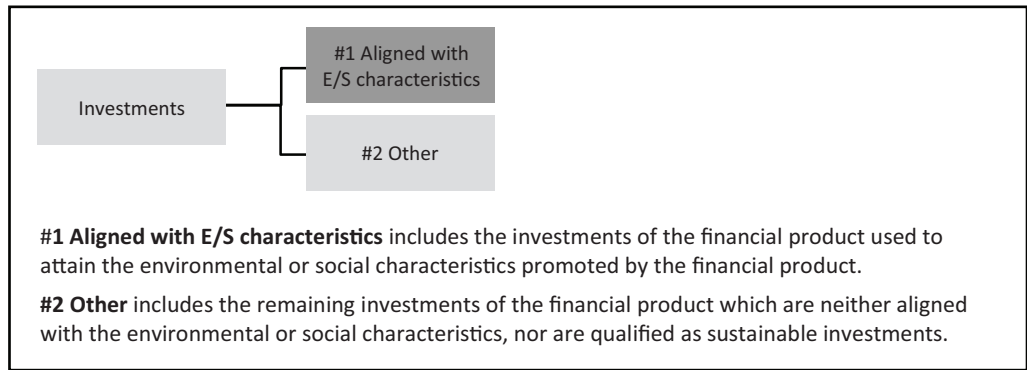 #1 Aligned with
E/S characteristics
Investments
#2 Other
#1 Aligned with E/S characteristics includes the investments of the financial product used to
attain the environmental or social characteristics promoted by the financial product.
#2 Other includes the remaining investments of the financial product which are neither aligned
with the environmental or social characteristics, nor are qualified as sustainable investments.